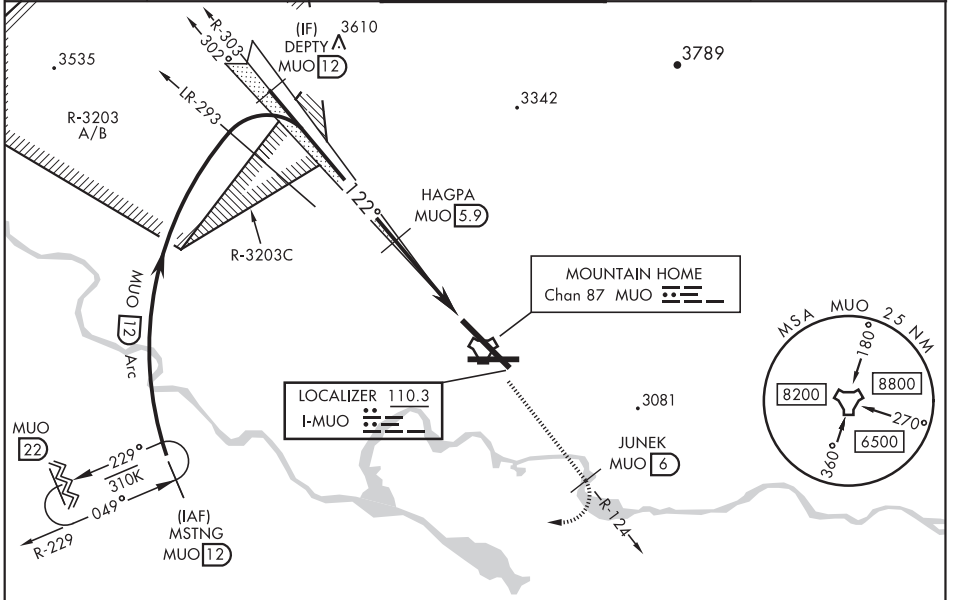 R-303
302°
(IF)
DEPTY
MUO 12
3610
3535
3789
LR-293
3342
R-3203
A/B
122°
HAGPA
MUO 5.9
R-3203C
MOUNTAIN HOME
Chan 87 MUO
MUO 12 Arc
MSA MUO 25 NM
180°
8200
8800
270°
6500
360°
LOCALIZER 110.3
I-MUO
3081
MUO
22
JUNEK
MUO 6
229°
310K
049°
R-229
(IAF)
MSTNG
MUO 12
R-124